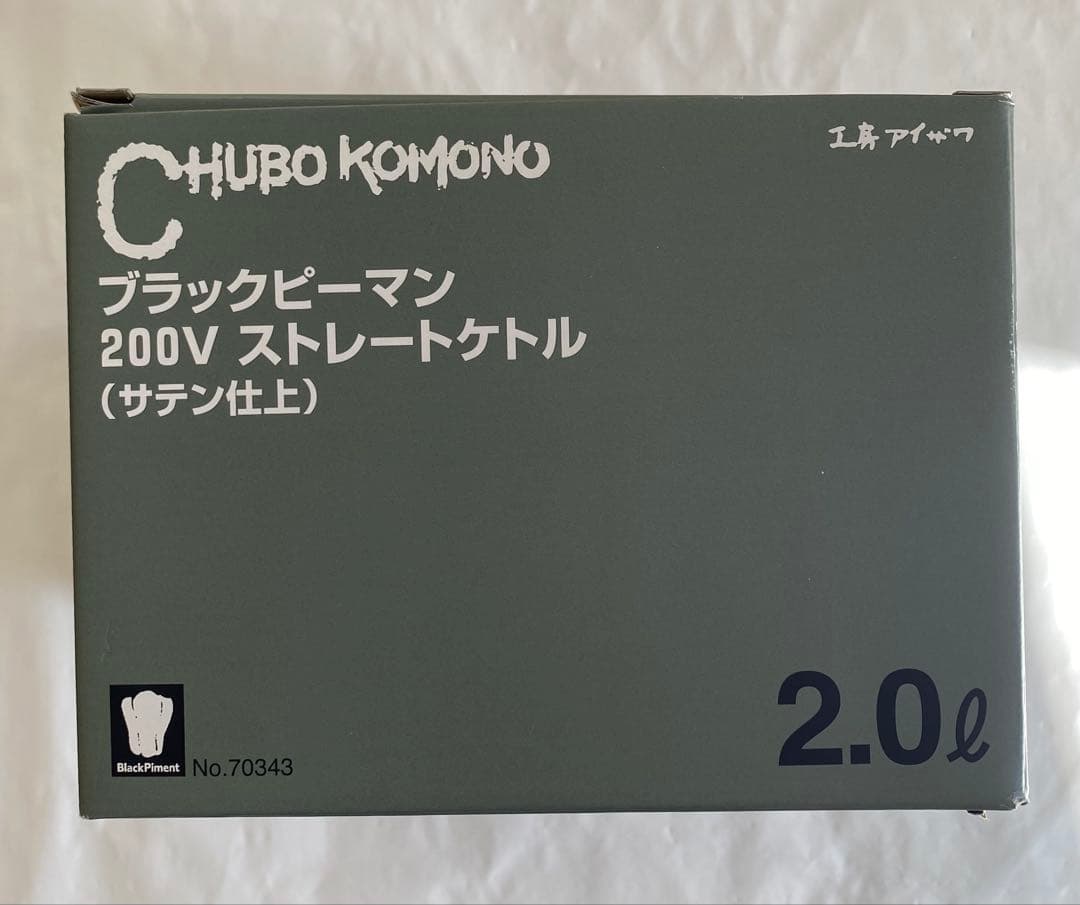 CHUBO KOMONO
工房アイザワ
ブラックピーマン
200V ストレートケトル
(サテン仕上)
BlackPiment
No.70343
2.0ℓ